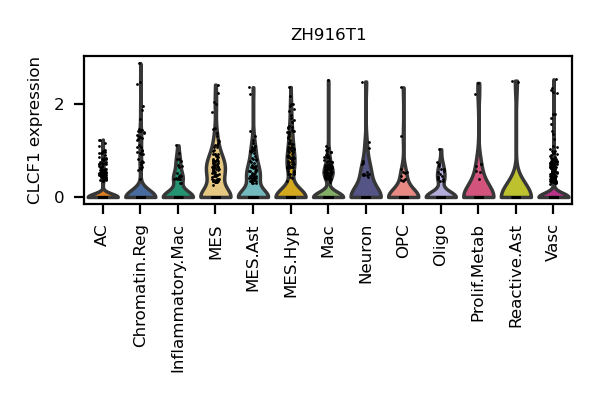 ZH916T1
CLCF1 expression
2
0
AC
Chromatin.Reg
Inflammatory.Mac
MES
MES.Ast
MES.Hyp
Mac
Neuron
OPC
Oligo
Prolif.Metab
Reactive.Ast
Vasc